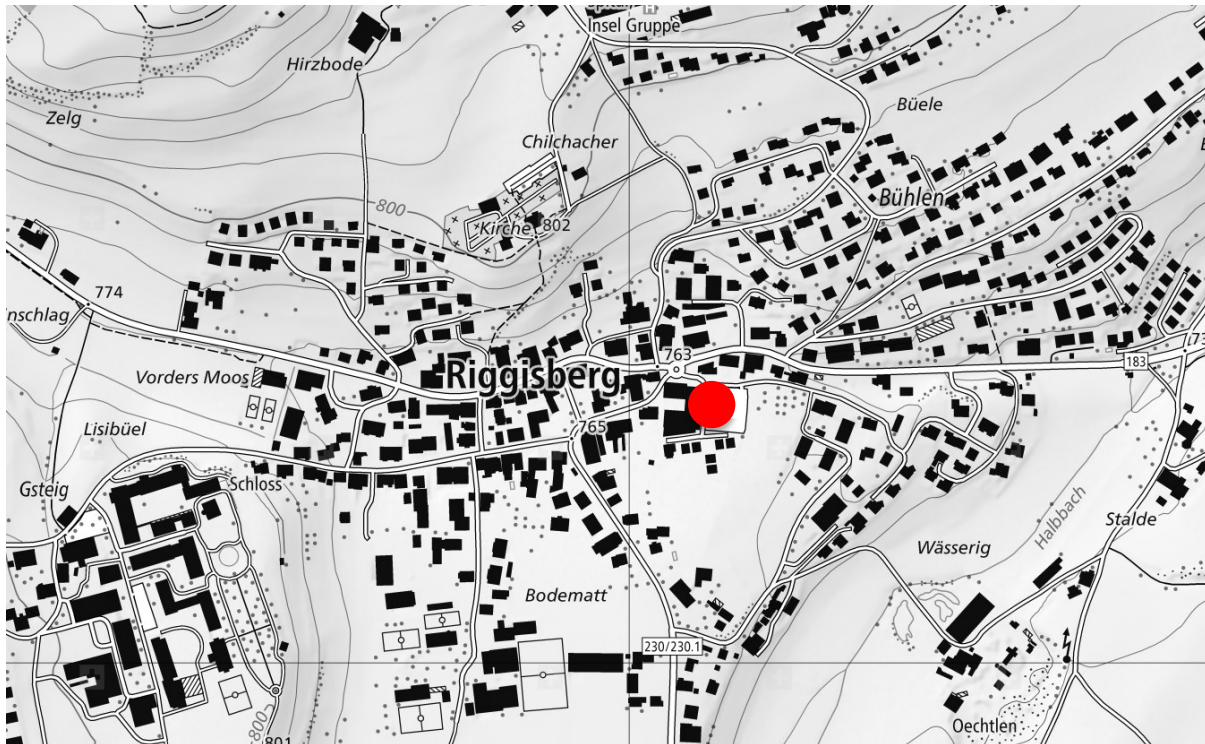 Insel Gruppe
Hirzbode
Büele
Zelg
Chilchacher
Bühlen
800
Kirche
802
774
nschlag
763
183
Vorders Moos
Riggisberg
Lisibüel
765
Gsteig
Schloss
Halbbach
Stalde
Wässerig
Bodematt
230/230.1
Oechtlen
800
801